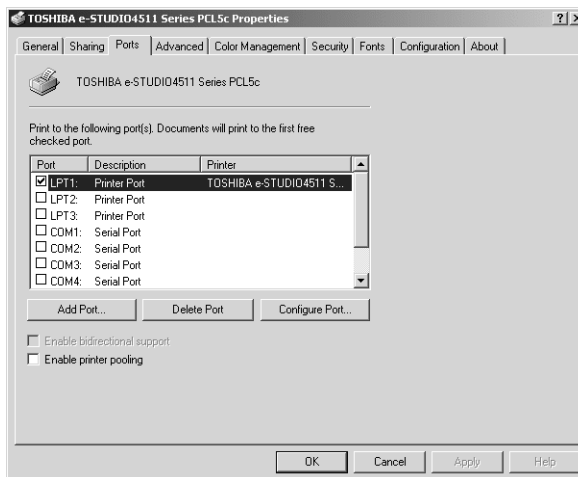 TOSHIBA e-STUDIO4511 Series PCL5c Properties
General Sharing Ports Advanced Color Management Security Fonts Configuration About
TOSHIBA e-STUDIO4511 Series PCL5c
Print to the following port(s). Documents will print to the first free
checked port.
Port Description Printer
LPT1: Printer Port TOSHIBA e-STUDIO4511 S...
LPT2: Printer Port
LPT3: Printer Port
COM1: Serial Port
COM2: Serial Port
COM3: Serial Port
COM4: Serial Port
Add Port... Delete Port Configure Port...
Enable bidirectional support
Enable printer pooling
OK Cancel Apply Help